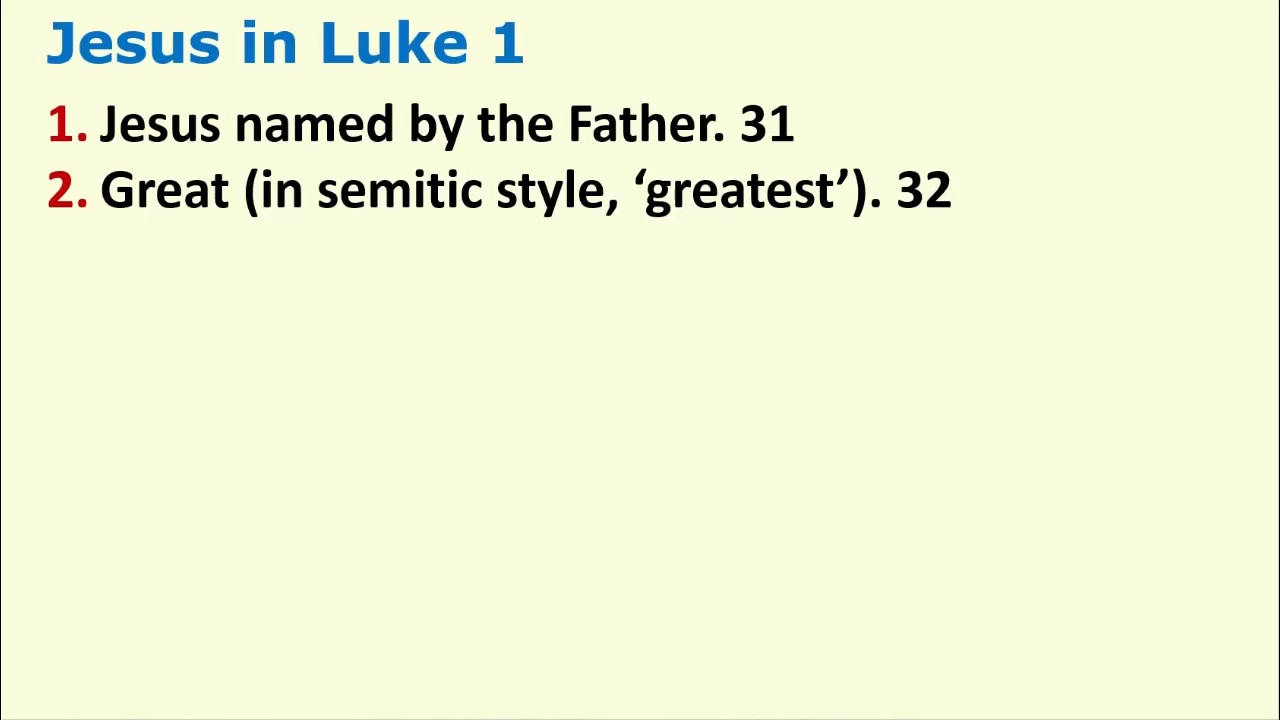 Jesus in Luke 1
1. Jesus named by the Father. 31
2. Great (in semitic style, ‘greatest’). 32